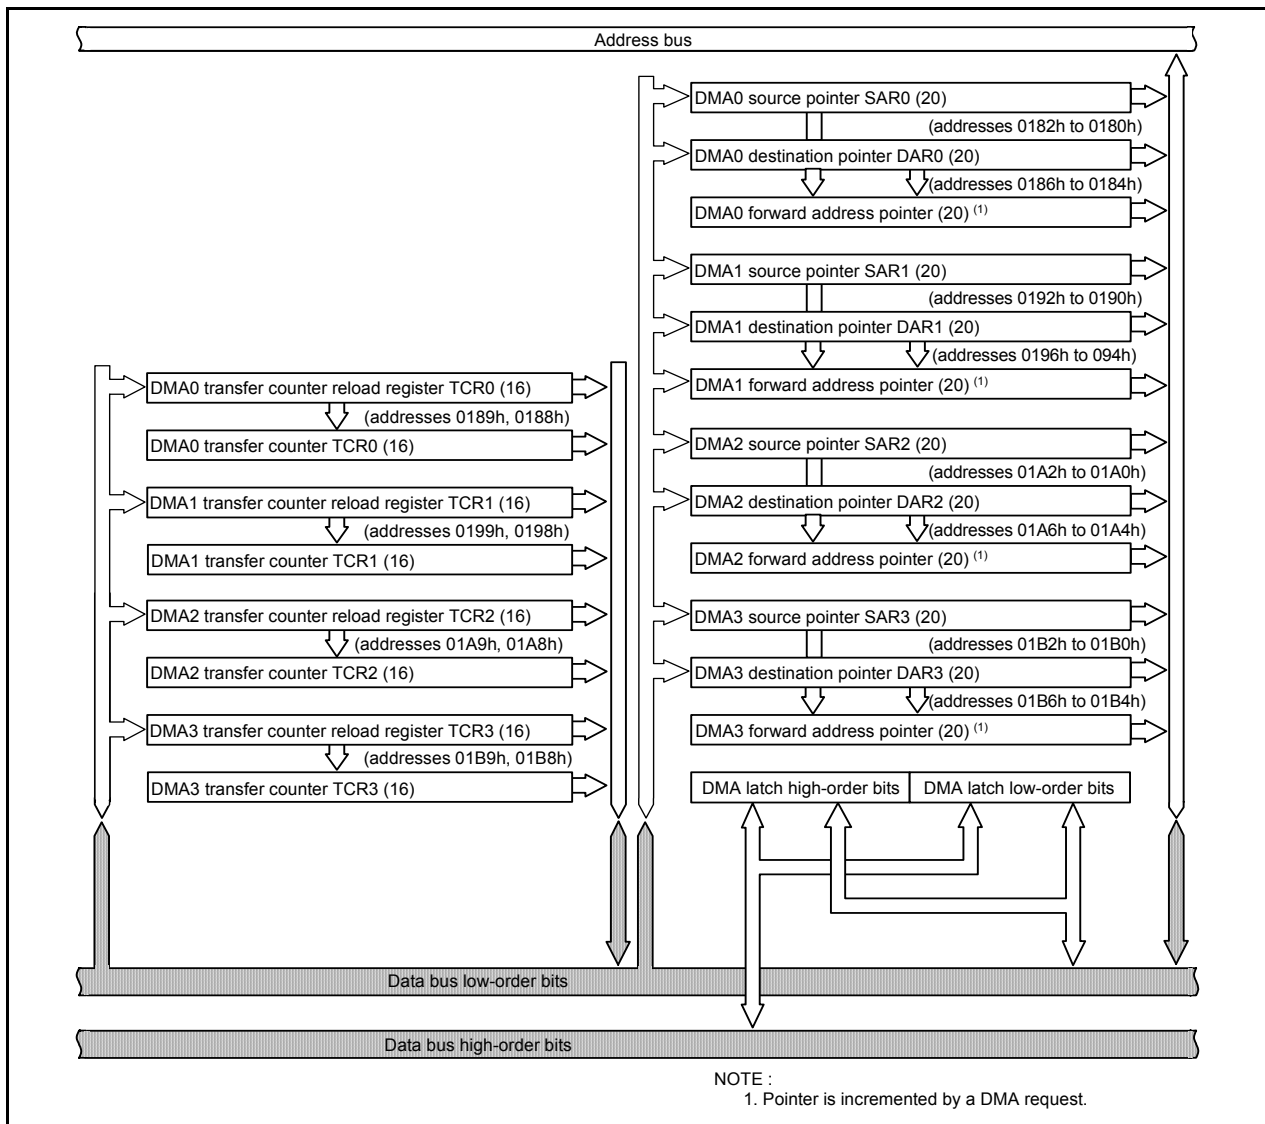 Address bus
DMA0 source pointer SAR0 (20)
(addresses 0182h to 0180h)
DMA0 destination pointer DAR0 (20)
(addresses 0186h to 0184h)
DMA0 forward address pointer (20) (1)
DMA1 source pointer SAR1 (20)
(addresses 0192h to 0190h)
DMA1 destination pointer DAR1 (20)
(addresses 0196h to 094h)
DMA1 forward address pointer (20) (1)
DMA0 transfer counter reload register TCR0 (16)
(addresses 0189h, 0188h)
DMA0 transfer counter TCR0 (16)
DMA1 transfer counter reload register TCR1 (16)
(addresses 0199h, 0198h)
DMA1 transfer counter TCR1 (16)
DMA2 transfer counter reload register TCR2 (16)
(addresses 01A9h, 01A8h)
DMA2 transfer counter TCR2 (16)
DMA3 transfer counter reload register TCR3 (16)
(addresses 01B9h, 01B8h)
DMA3 transfer counter TCR3 (16)
DMA2 source pointer SAR2 (20)
(addresses 01A2h to 01A0h)
DMA2 destination pointer DAR2 (20)
(addresses 01A6h to 01A4h)
DMA2 forward address pointer (20) (1)
DMA3 source pointer SAR3 (20)
(addresses 01B2h to 01B0h)
DMA3 destination pointer DAR3 (20)
(addresses 01B6h to 01B4h)
DMA3 forward address pointer (20) (1)
DMA latch high-order bits
DMA latch low-order bits
Data bus low-order bits
Data bus high-order bits
NOTE :
1. Pointer is incremented by a DMA request.